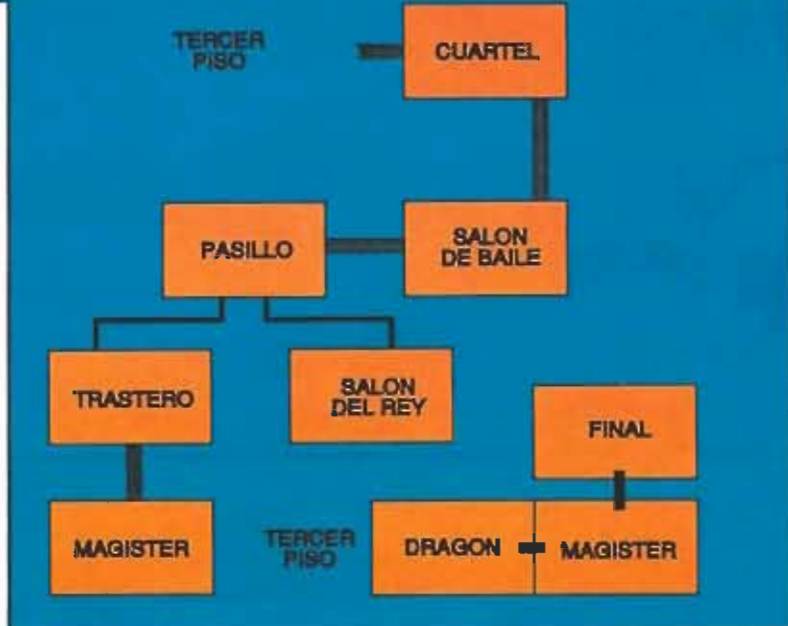 TERCER
PISO
CUARTEL
PASILLO
SALON
DE BAILE
TRASTERO
SALON
DEL REY
FINAL
MAGISTER
TERCER
PISO
DRAGON
MAGISTER